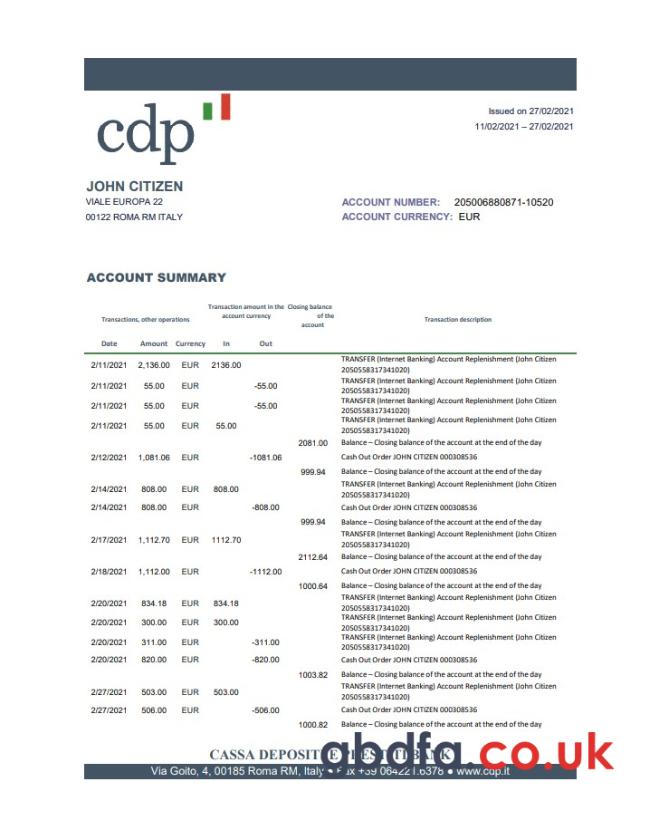 cdp
Issued on 27/02/2021
11/02/2021 – 27/02/2021
JOHN CITIZEN
VIALE EUROPA 22
00122 ROMA RM ITALY
ACCOUNT NUMBER: 205006880871-10520
ACCOUNT CURRENCY: EUR
ACCOUNT SUMMARY
Transactions, other operations
Transaction amount in the
account currency
Closing balance
of the
account
Transaction description
Date Amount Currency In Out
2/11/2021 2,136.00 EUR 2136.00 TRANSFER (Internet Banking) Account Replenishment (John Citizen
2050558317341020)
2/11/2021 55.00 EUR -55.00 TRANSFER (Internet Banking) Account Replenishment (John Citizen
2050558317341020)
2/11/2021 55.00 EUR -55.00 TRANSFER (Internet Banking) Account Replenishment (John Citizen
2050558317341020)
2/11/2021 55.00 EUR 55.00 TRANSFER (Internet Banking) Account Replenishment (John Citizen
2050558317341020)
2081.00 Balance – Closing balance of the account at the end of the day
2/12/2021 1,081.06 EUR -1081.06 Cash Out Order JOHN CITIZEN 000308536
999.94 Balance – Closing balance of the account at the end of the day
2/14/2021 808.00 EUR 808.00 TRANSFER (Internet Banking) Account Replenishment (John Citizen
2050558317341020)
2/14/2021 808.00 EUR -808.00 Cash Out Order JOHN CITIZEN 000308536
999.94 Balance – Closing balance of the account at the end of the day
2/17/2021 1,112.70 EUR 1112.70 TRANSFER (Internet Banking) Account Replenishment (John Citizen
2050558317341020)
2112.64 Balance – Closing balance of the account at the end of the day
2/18/2021 1,112.00 EUR -1112.00 Cash Out Order JOHN CITIZEN 000308536
1000.64 Balance – Closing balance of the account at the end of the day
2/20/2021 834.18 EUR 834.18 TRANSFER (Internet Banking) Account Replenishment (John Citizen
2050558317341020)
2/20/2021 300.00 EUR 300.00 TRANSFER (Internet Banking) Account Replenishment (John Citizen
2050558317341020)
2/20/2021 311.00 EUR -311.00 TRANSFER (Internet Banking) Account Replenishment (John Citizen
2050558317341020)
2/20/2021 820.00 EUR -820.00 Cash Out Order JOHN CITIZEN 000308536
1003.82 Balance – Closing balance of the account at the end of the day
2/27/2021 503.00 EUR 503.00 TRANSFER (Internet Banking) Account Replenishment (John Citizen
2050558317341020)
2/27/2021 506.00 EUR -506.00 Cash Out Order JOHN CITIZEN 000308536
1000.82 Balance – Closing balance of the account at the end of the day
CASSA BANK
gbdfa.co.uk
Via Goito, 4, 00185 Roma RM, Italy ● +39 ● www.cdp.it